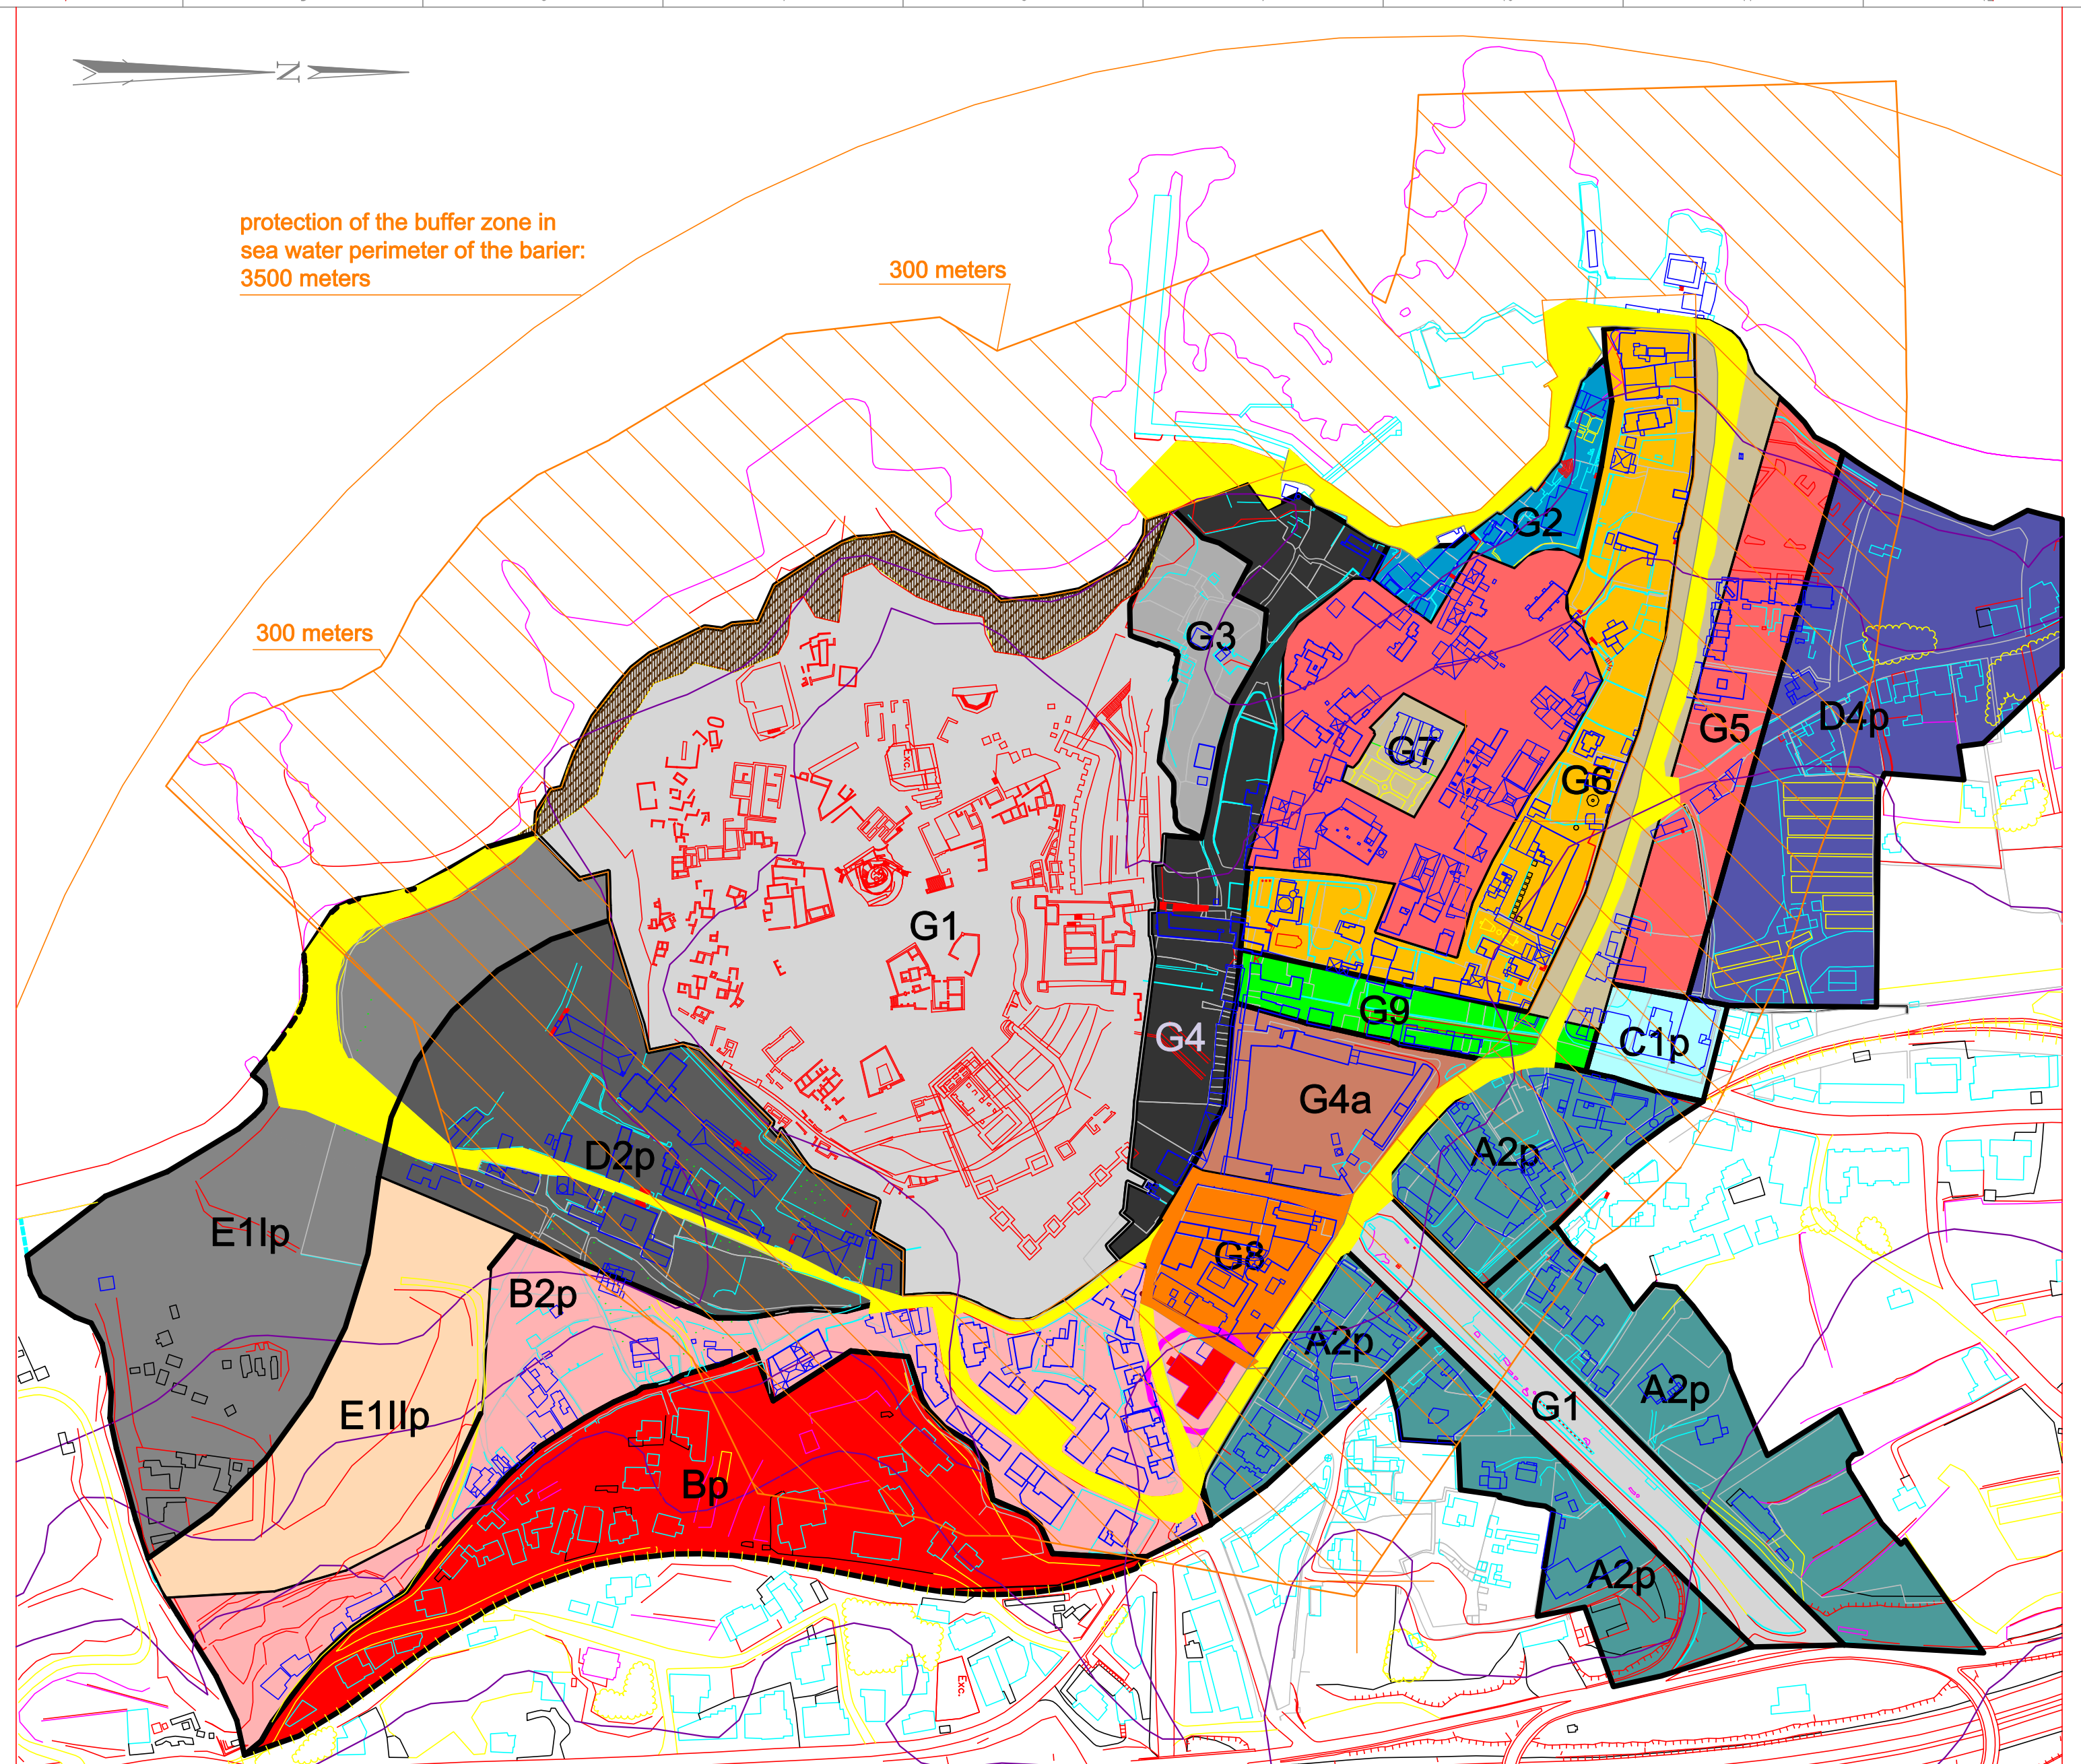 N
protection of the buffer zone in
sea water perimeter of the barier:
3500 meters
300 meters
300 meters
G2
G3
G7
G5
D4p
G6
Exc.
G1
E
G9
G4
C1p
G4a
D2p
A2p
E1Ip
G8
B2p
A2p
A2p
G1
E1IIp
Bp
A2p
Exc.